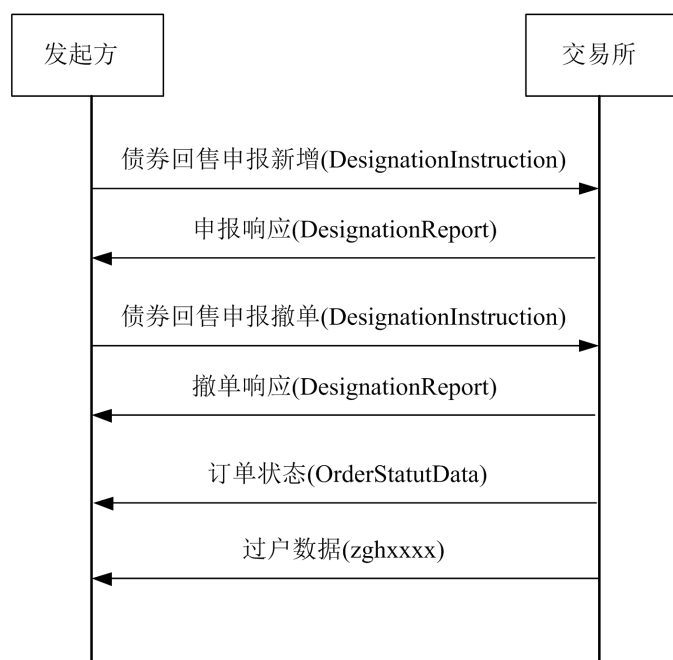 发起方
交易所
债券回售申报新增(DesignationInstruction)
申报响应(DesignationReport)
债券回售申报撤单(DesignationInstruction)
撤单响应(DesignationReport)
订单状态(OrderStatutData)
过户数据(zghxxxx)